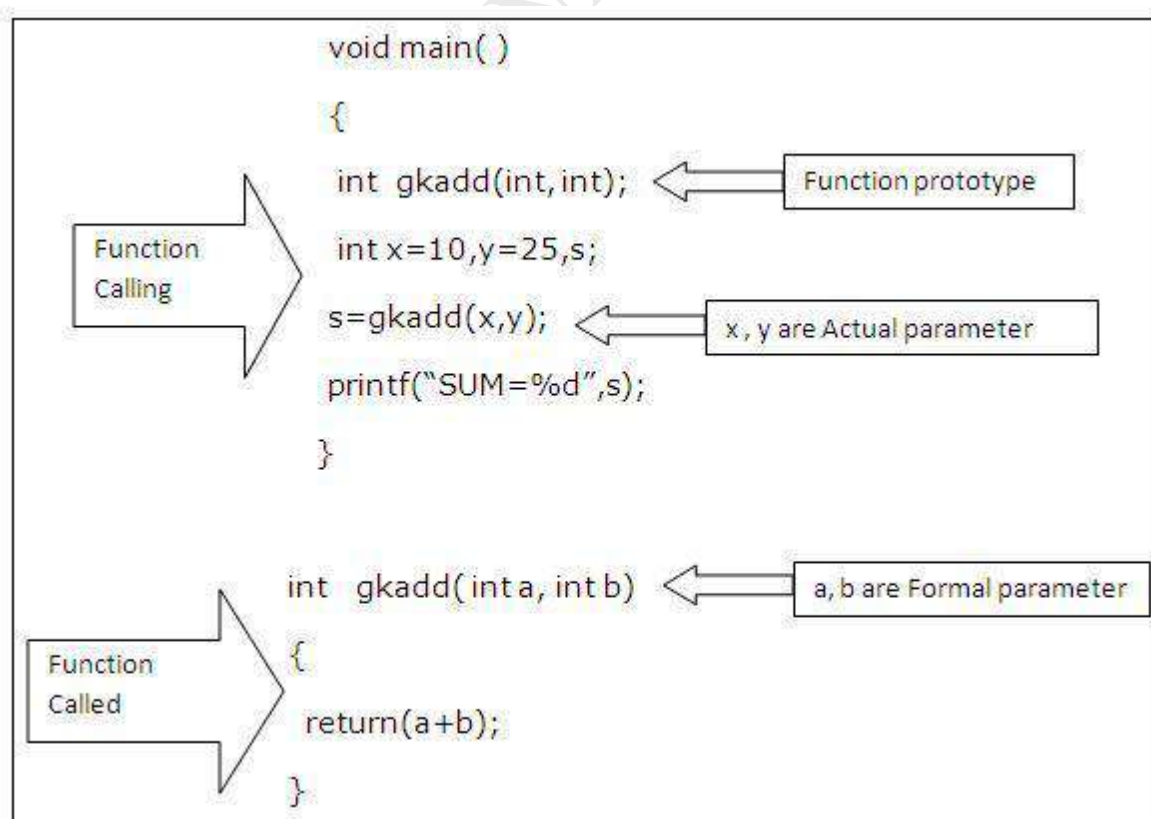 void main( )
{
int gkadd(int,int);
Function prototype
Function
Calling
int x=10,y=25,s;
s=gkadd(x,y);
x , y are Actual parameter
printf(“SUM=%d”,s);
}
int gkadd( int a, int b)
a, b are Formal parameter
Function
Called
{
return(a+b);
}